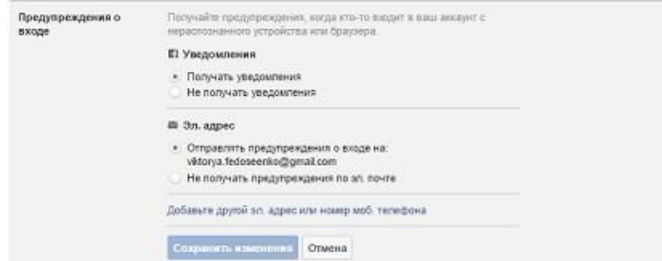 Предупреждения о входе
Получайте предупреждения, когда кто-то входит в ваш аккаунт с
нераспознанного устройства или браузера.
Уведомления
Получать уведомления
Не получать уведомления
Эл. адрес
Отправлять предупреждения о входе на:
viktorya.fedoseenko@gmail.com
Не получать предупреждения по эл. почте
Добавьте другой эл. адрес или номер моб. телефона
Сохранить изменения Отмена